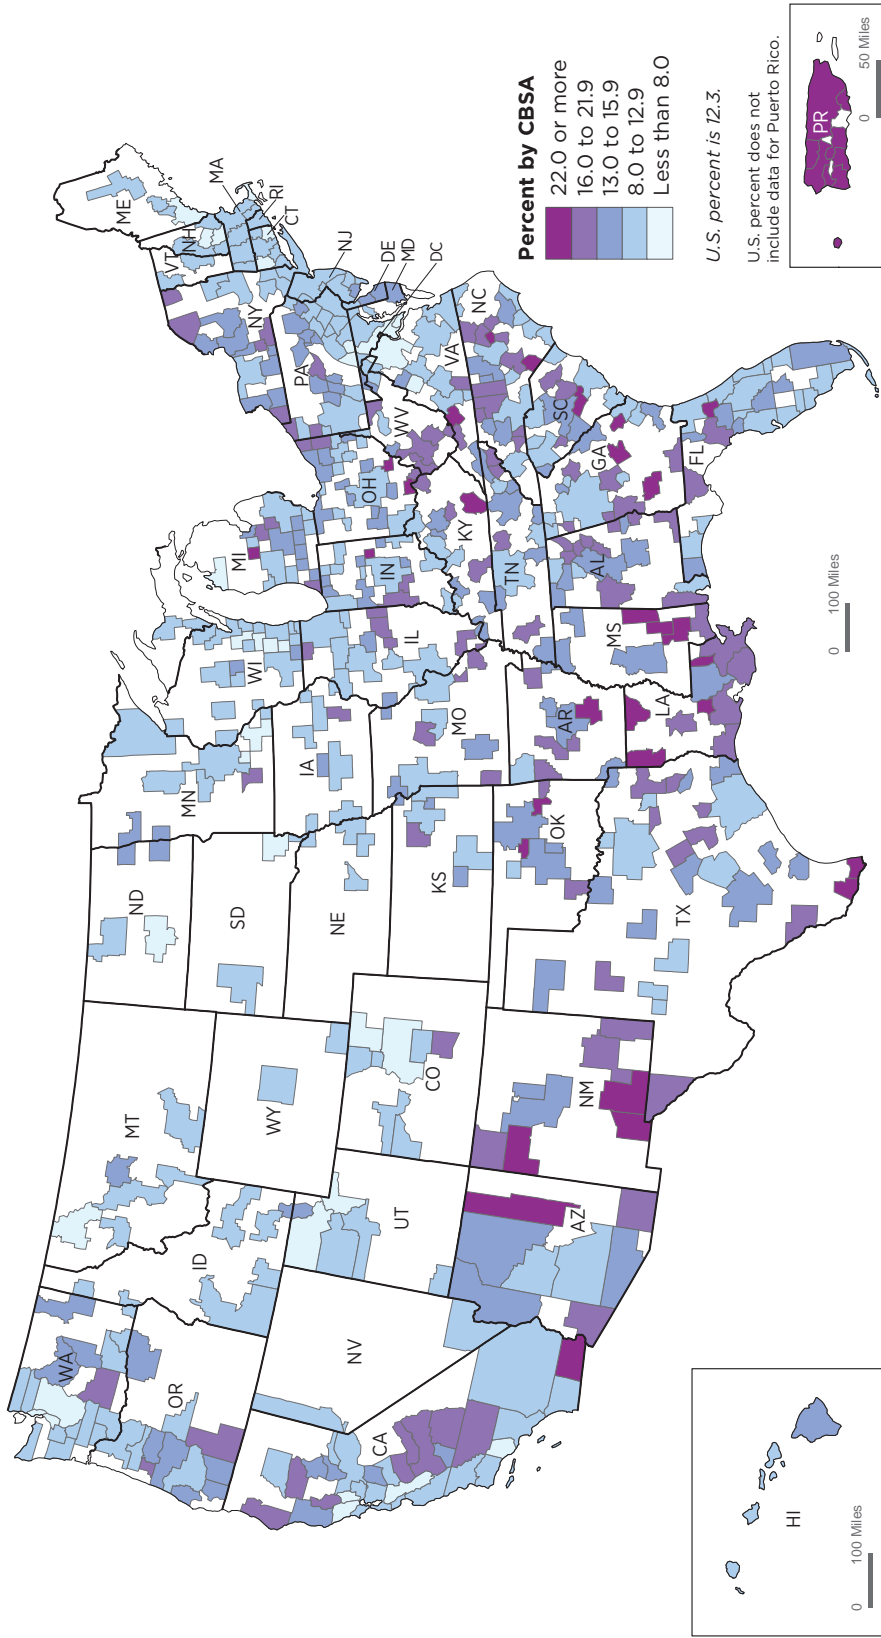 WA
OR
CA
NV
ID
MT
WY
UT
AZ
NM
CO
ND
SD
NE
KS
OK
TX
MN
IA
MO
AR
LA
WI
IL
MI
IN
OH
KY
TN
MS
AL
GA
FL
SC
NC
VA
WV
PA
NY
VT
NH
ME
MA
RI
CT
NJ
DE
MD
DC
HI
0 100 Miles
0 100 Miles
Percent by CBSA
22.0 or more
16.0 to 21.9
13.0 to 15.9
8.0 to 12.9
Less than 8.0
U.S. percent is 12.3.
U.S. percent does not
include data for Puerto Rico.
PR
0 50 Miles